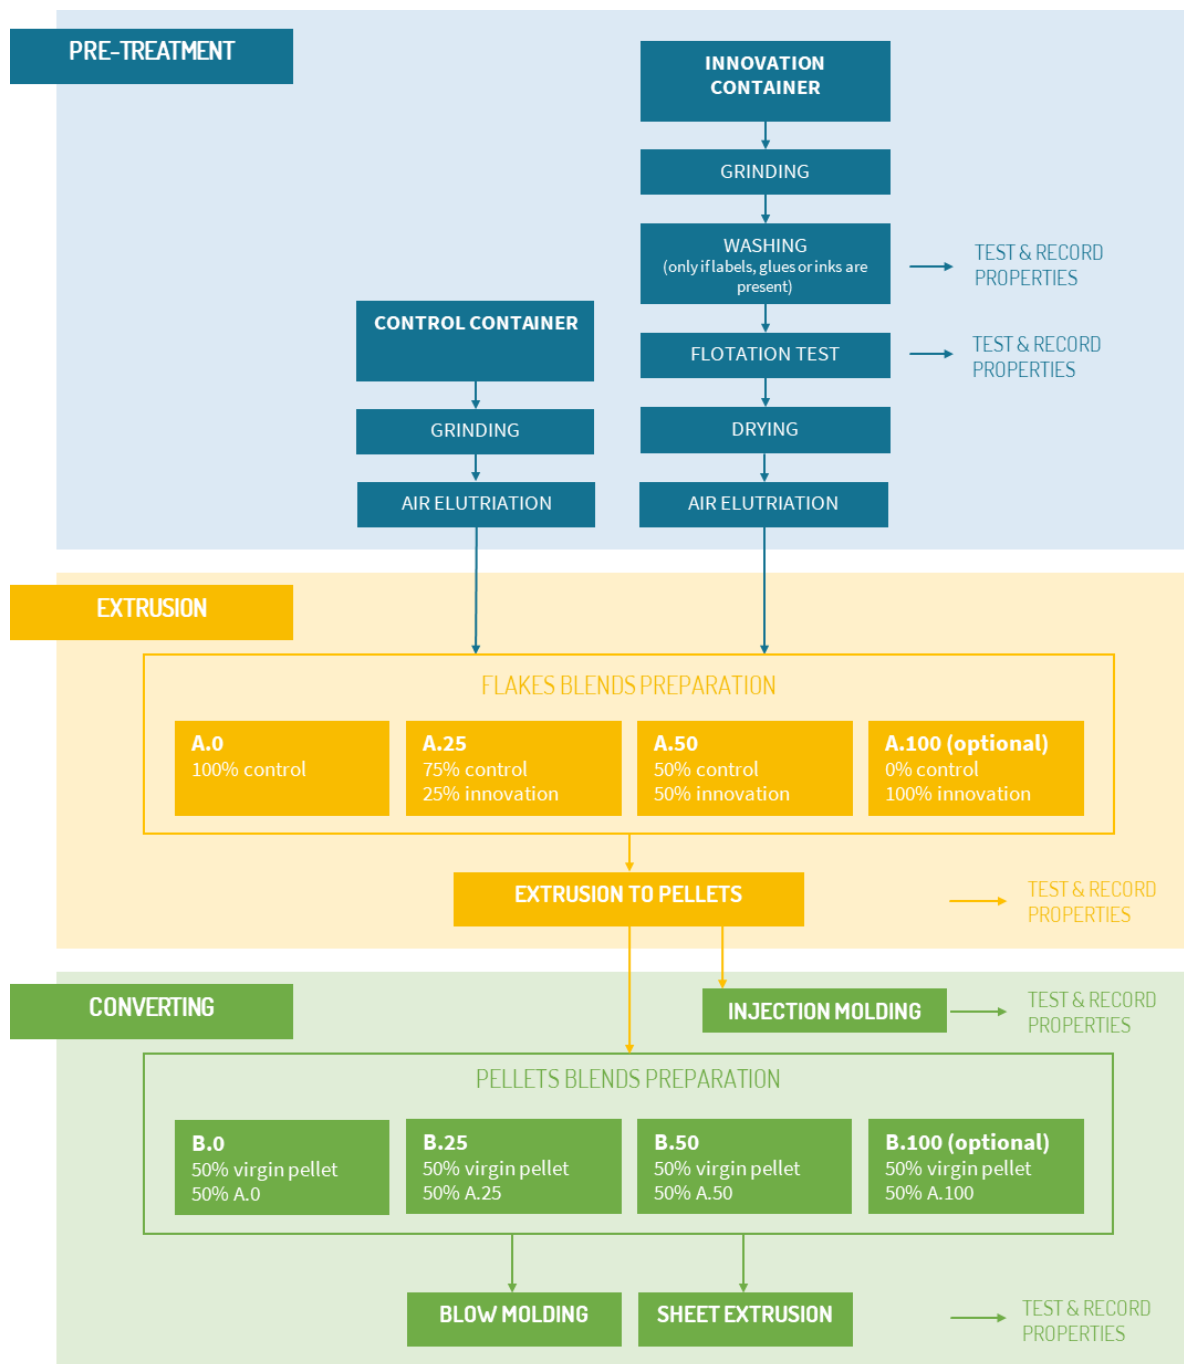 PRE-TREATMENT
INNOVATION
CONTAINER
GRINDING
WASHING
(only if labels, glues or inks are
present)
TEST & RECORD
PROPERTIES
CONTROL CONTAINER
FLOTATION TEST
TEST & RECORD
PROPERTIES
GRINDING
DRYING
AIR ELUTRIATION
AIR ELUTRIATION
EXTRUSION
FLAKES BLENDS PREPARATION
A.0
100% control
A.25
75% control
25% innovation
A.50
50% control
50% innovation
A.100 (optional)
0% control
100% innovation
EXTRUSION TO PELLETS
TEST & RECORD
PROPERTIES
CONVERTING
INJECTION MOLDING
TEST & RECORD
PROPERTIES
PELLETS BLENDS PREPARATION
B.0
50% virgin pellet
50% A.0
B.25
50% virgin pellet
50% A.25
B.50
50% virgin pellet
50% A.50
B.100 (optional)
50% virgin pellet
50% A.100
BLOW MOLDING
SHEET EXTRUSION
TEST & RECORD
PROPERTIES